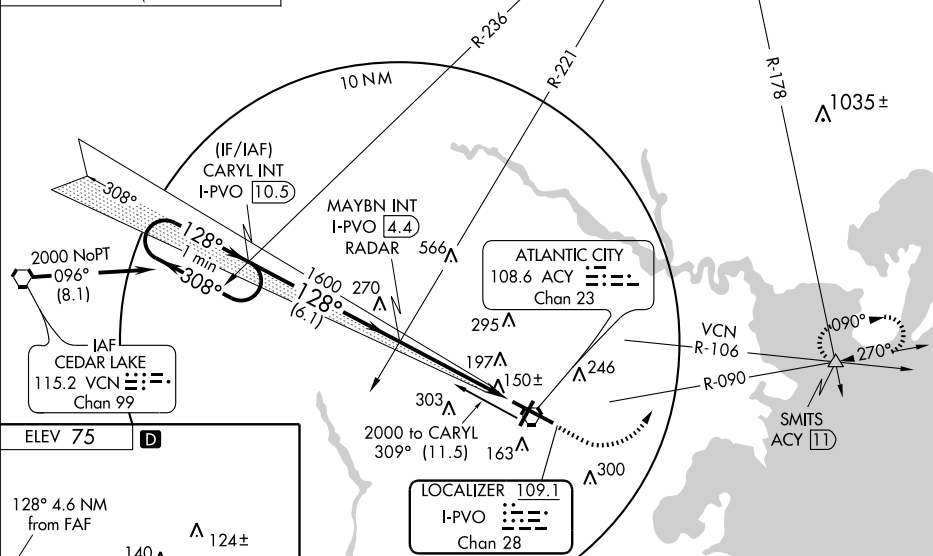 R-236
R-221
R-178
10 NM
1035 ±
(IF/IAF)
CARYL INT
I-PVO 10.5
308°
MAYBN INT
I-PVO 4.4
RADAR
566
128°
1 min
308°
2000 NoPT
096°
(8.1)
1600
128°
(6.1)
270
ATLANTIC CITY
108.6 ACY
Chan 23
295
VCN
R-106
090°
270°
IAF
CEDAR LAKE
115.2 VCN
Chan 99
197
150±
246
R-090
303
2000 to CARYL
309° (11.5)
163
SMITS
ACY 11
ELEV 75
D
300
LOCALIZER 109.1
I-PVO
Chan 28
128° 4.6 NM
from FAF
124±
140